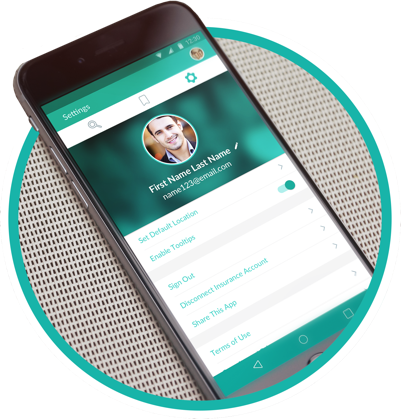 12:30
Settings
First Name Last Name
name123@email.com
Set Default Location
Enable Tooltips
Sign Out
Disconnect Insurance Account
Share This App
Terms of Use